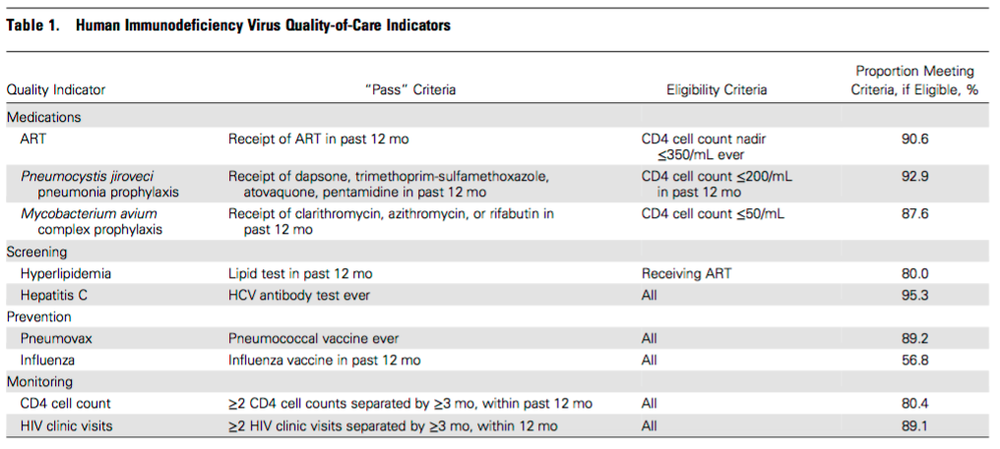 Table 1. Human Immunodeficiency Virus Quality-of-Care Indicators
Proportion Meeting
Quality Indicator "Pass" Criteria Eligibility Criteria Criteria, if Eligible, %
Medications
ART Receipt of ART in past 12 mo CD4 cell count nadir 90.6
≤350/mL ever
Pneumocystis jiroveci Receipt of dapsone, trimethoprim-sulfamethoxazole, CD4 cell count ≤200/mL 92.9
pneumonia prophylaxis atovaquone, pentamidine in past 12 mo in past 12 mo
Mycobacterium avium Receipt of clarithromycin, azithromycin, or rifabutin in CD4 cell count ≤50/mL 87.6
complex prophylaxis past 12 mo
Screening
Hyperlipidemia Lipid test in past 12 mo Receiving ART 80.0
Hepatitis C HCV antibody test ever All 95.3
Prevention
Pneumovax Pneumococcal vaccine ever All 89.2
Influenza Influenza vaccine in past 12 mo All 56.8
Monitoring
CD4 cell count ≥2 CD4 cell counts separated by ≥3 mo, within past 12 mo All 80.4
HIV clinic visits ≥2 HIV clinic visits separated by ≥3 mo, within 12 mo All 89.1